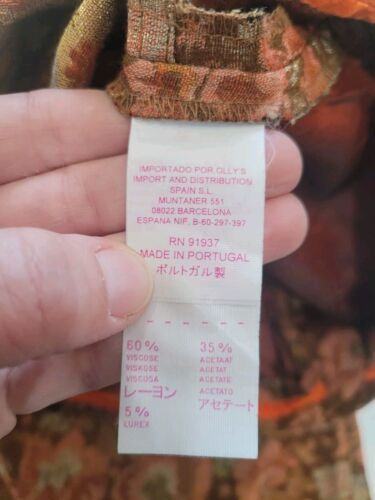 IMPORTADO POR OLLY'S
IMPORT AND DISTRIBUTION
SPAIN S.L.
MUNTANER 551
08022 BARCELONA
ESPANA NIF. B-60-297-397
RN 91937
MADE IN PORTUGAL
ポルトガル製
60% 35%
VISCOSE ACETAAT
VISKOSE ACETAT
VISCOSE ACETATE
VISCOSA ACETATO
レーヨン アセテート
5%
LUREX